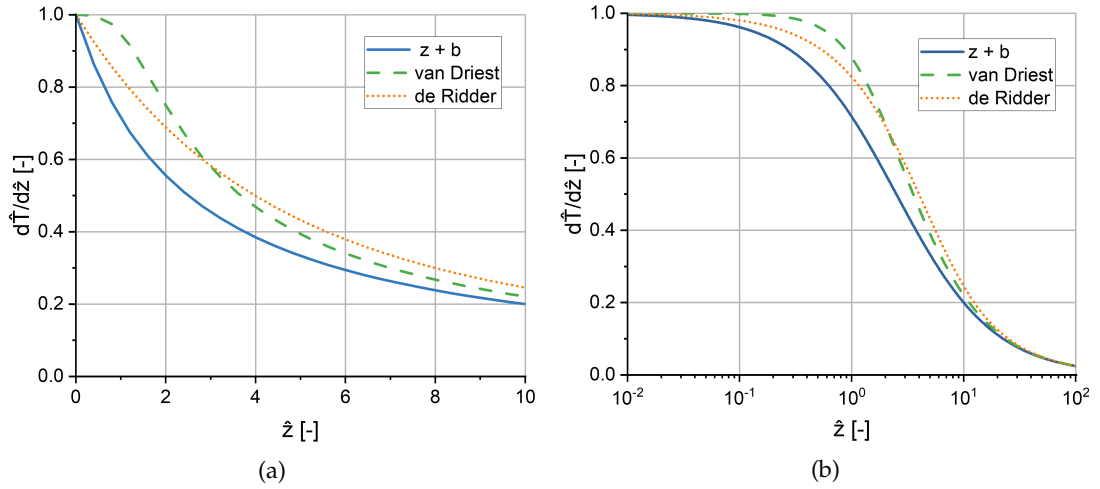 1.0
0.8
0.6
0.4
0.2
0.0
dT̂/dẑ [-]
0 2 4 6 8 10
ẑ [-]
z + b
van Driest
de Ridder
(a)
1.0
0.8
0.6
0.4
0.2
0.0
dT̂/dẑ [-]
10⁻² 10⁻¹ 10⁰ 10¹ 10²
ẑ [-]
z + b
van Driest
de Ridder
(b)